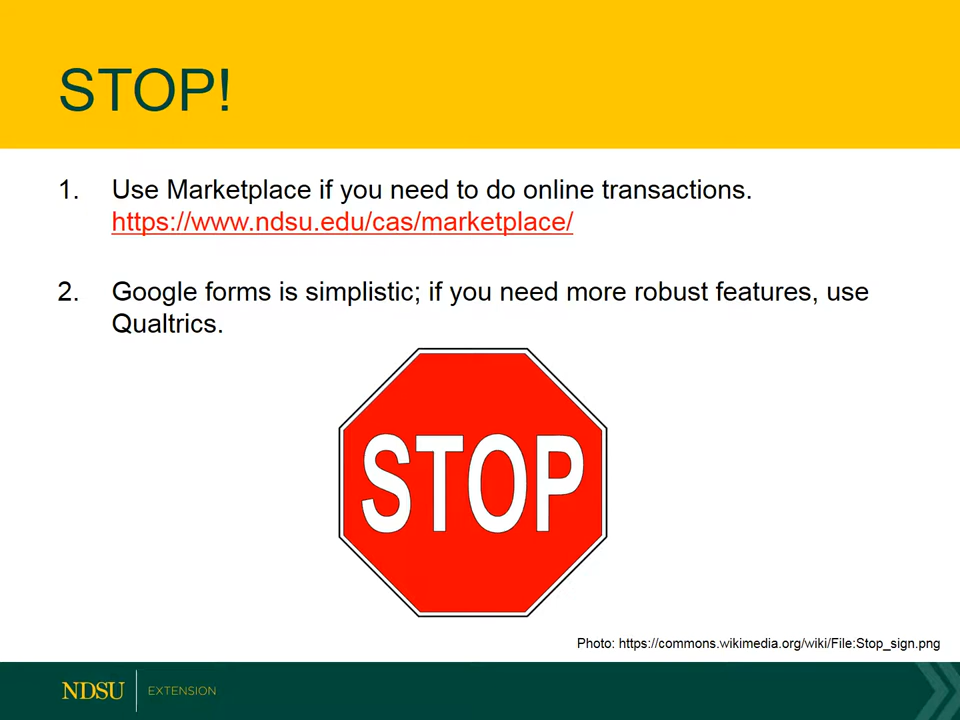 STOP!
1. Use Marketplace if you need to do online transactions.
https://www.ndsu.edu/cas/marketplace/
2. Google forms is simplistic; if you need more robust features, use
Qualtrics.
STOP
Photo: https://commons.wikimedia.org/wiki/File:Stop_sign.png
NDSU EXTENSION